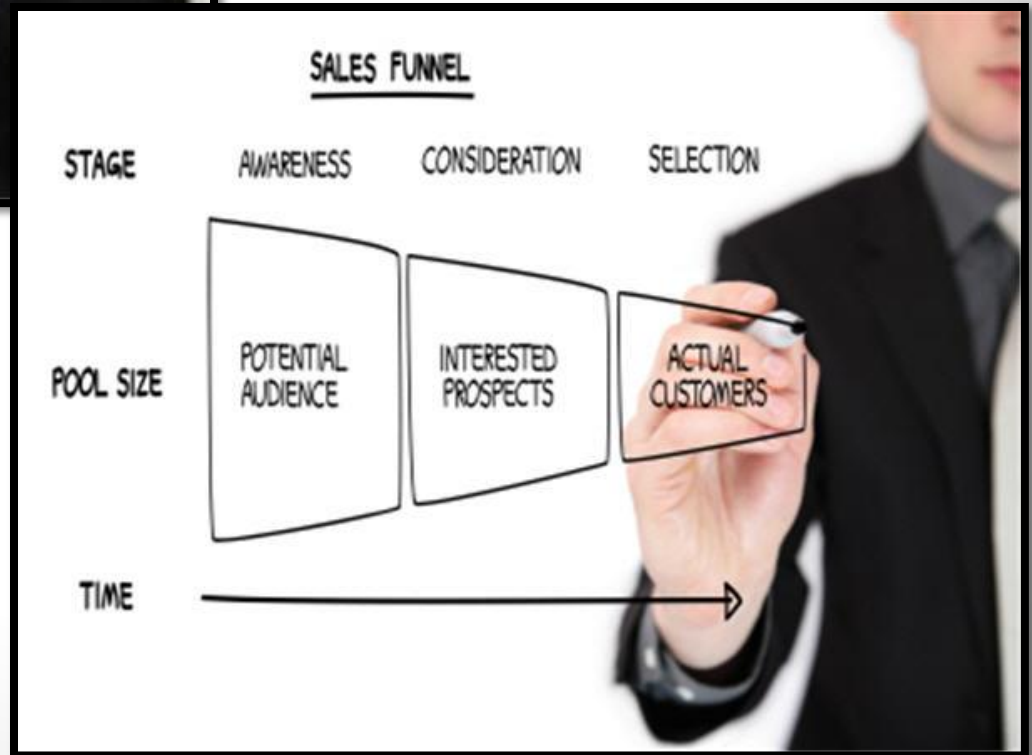 SALES FUNNEL
STAGE AWARENESS CONSIDERATION SELECTION
POOL SIZE
POTENTIAL
AUDIENCE
INTERESTED
PROSPECTS
ACTUAL
CUSTOMERS
TIME